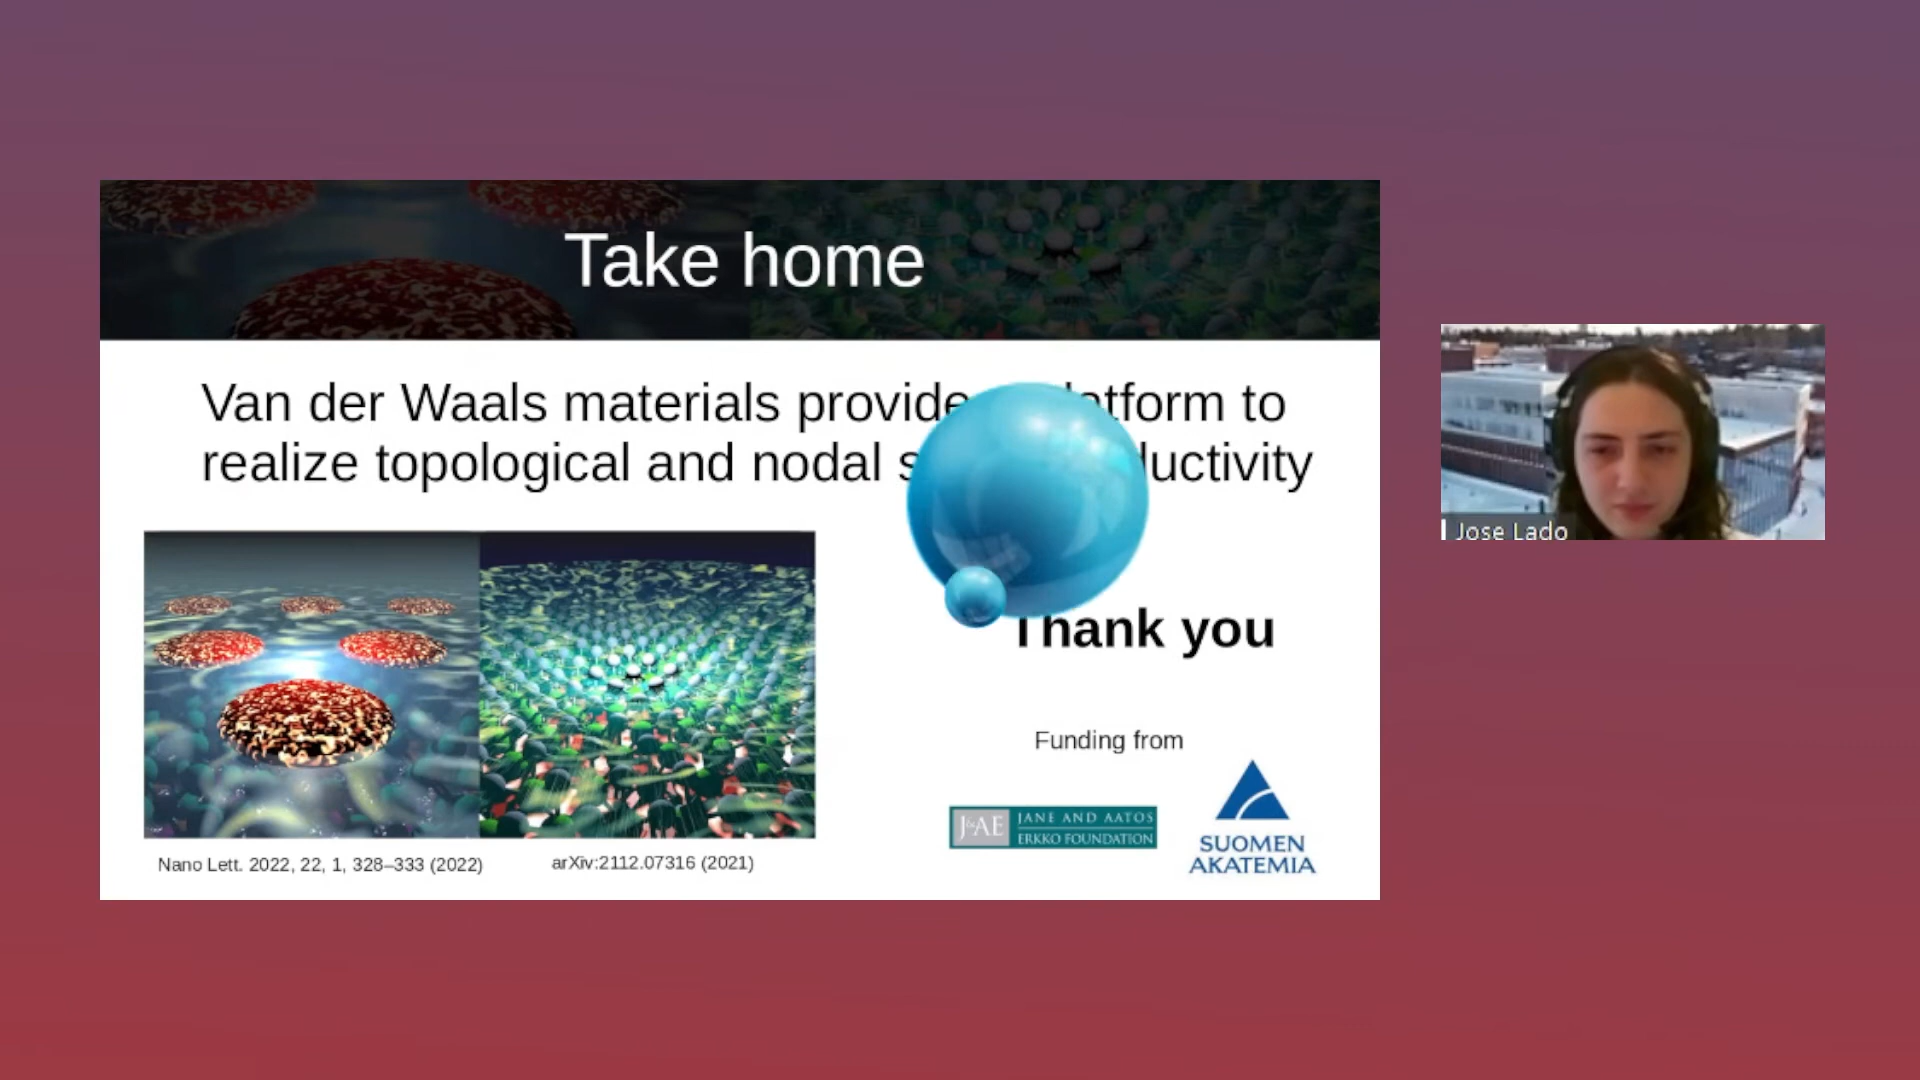 Take home
Van der Waals materials provide tform to
realize topological and nodal s ductivity
Thank you
Funding from
J&AE JANE AND AATOS
ERKKO FOUNDATION
SUOMEN
AKATEMIA
Nano Lett. 2022, 22, 1, 328–333 (2022)
arXiv:2112.07316 (2021)
Jose Lado